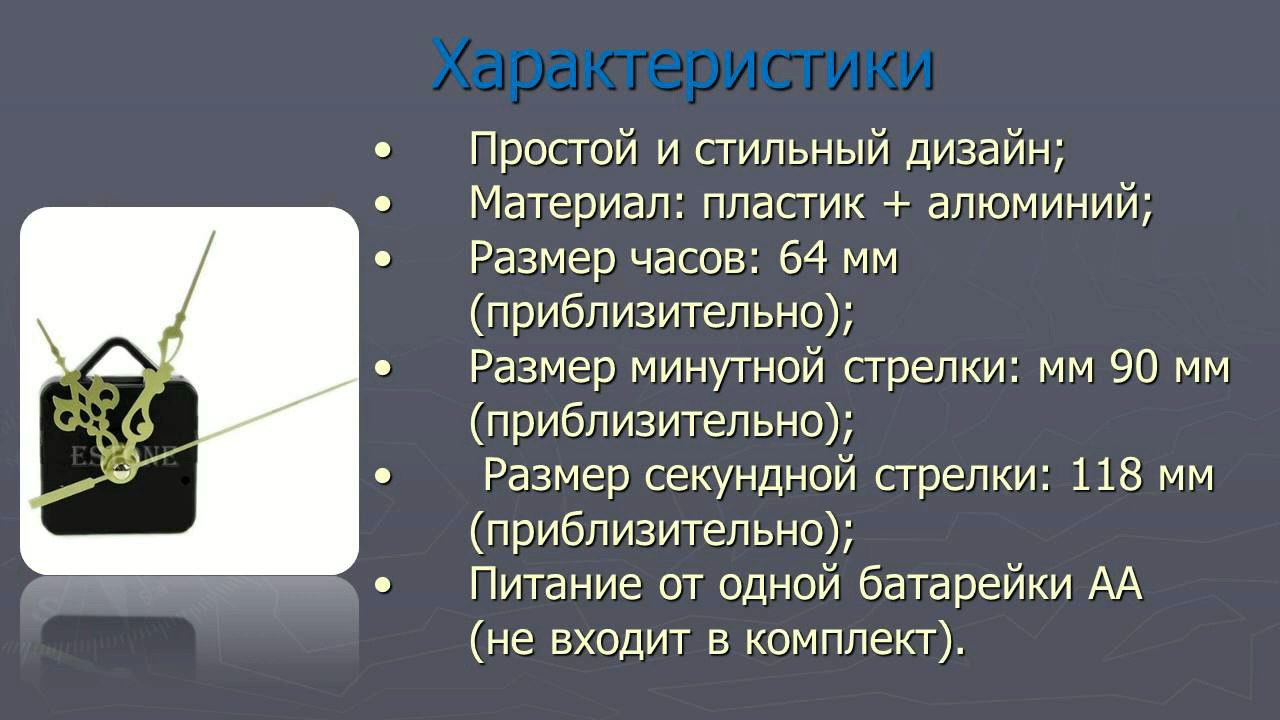 Характеристики
• Простой и стильный дизайн;
• Материал: пластик + алюминий;
• Размер часов: 64 мм
(приблизительно);
• Размер минутной стрелки: мм 90 мм
(приблизительно);
• Размер секундной стрелки: 118 мм
(приблизительно);
• Питание от одной батарейки АА
(не входит в комплект).
ESTONE